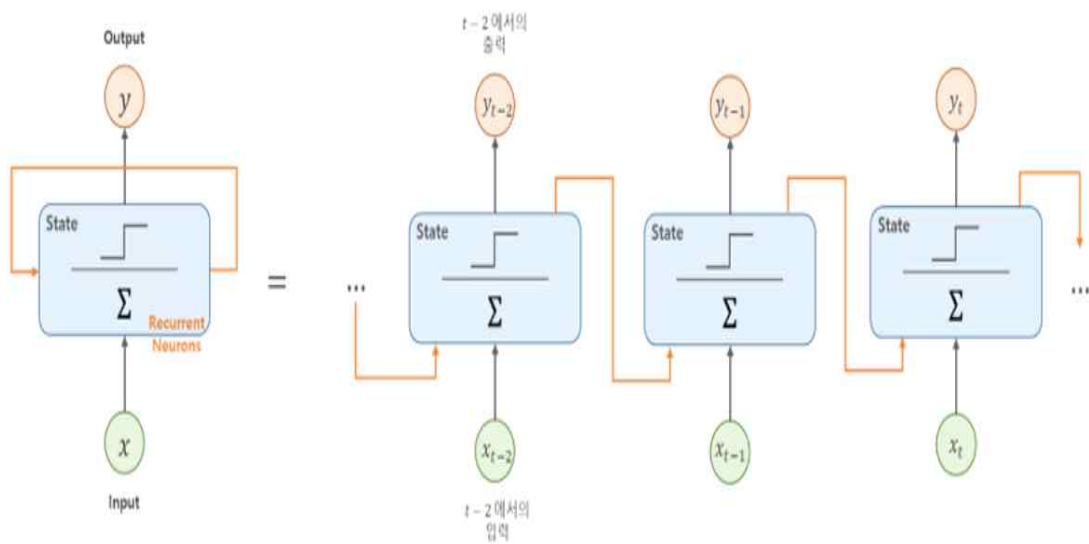 Output
y
State
Σ
Recurrent
Neurons
x
Input
=
...
t − 2 에서의
출력
y_{t-2}
State
Σ
x_{t-2}
t − 2 에서의
입력
y_{t-1}
State
Σ
x_{t-1}
y_t
State
Σ
x_t
...